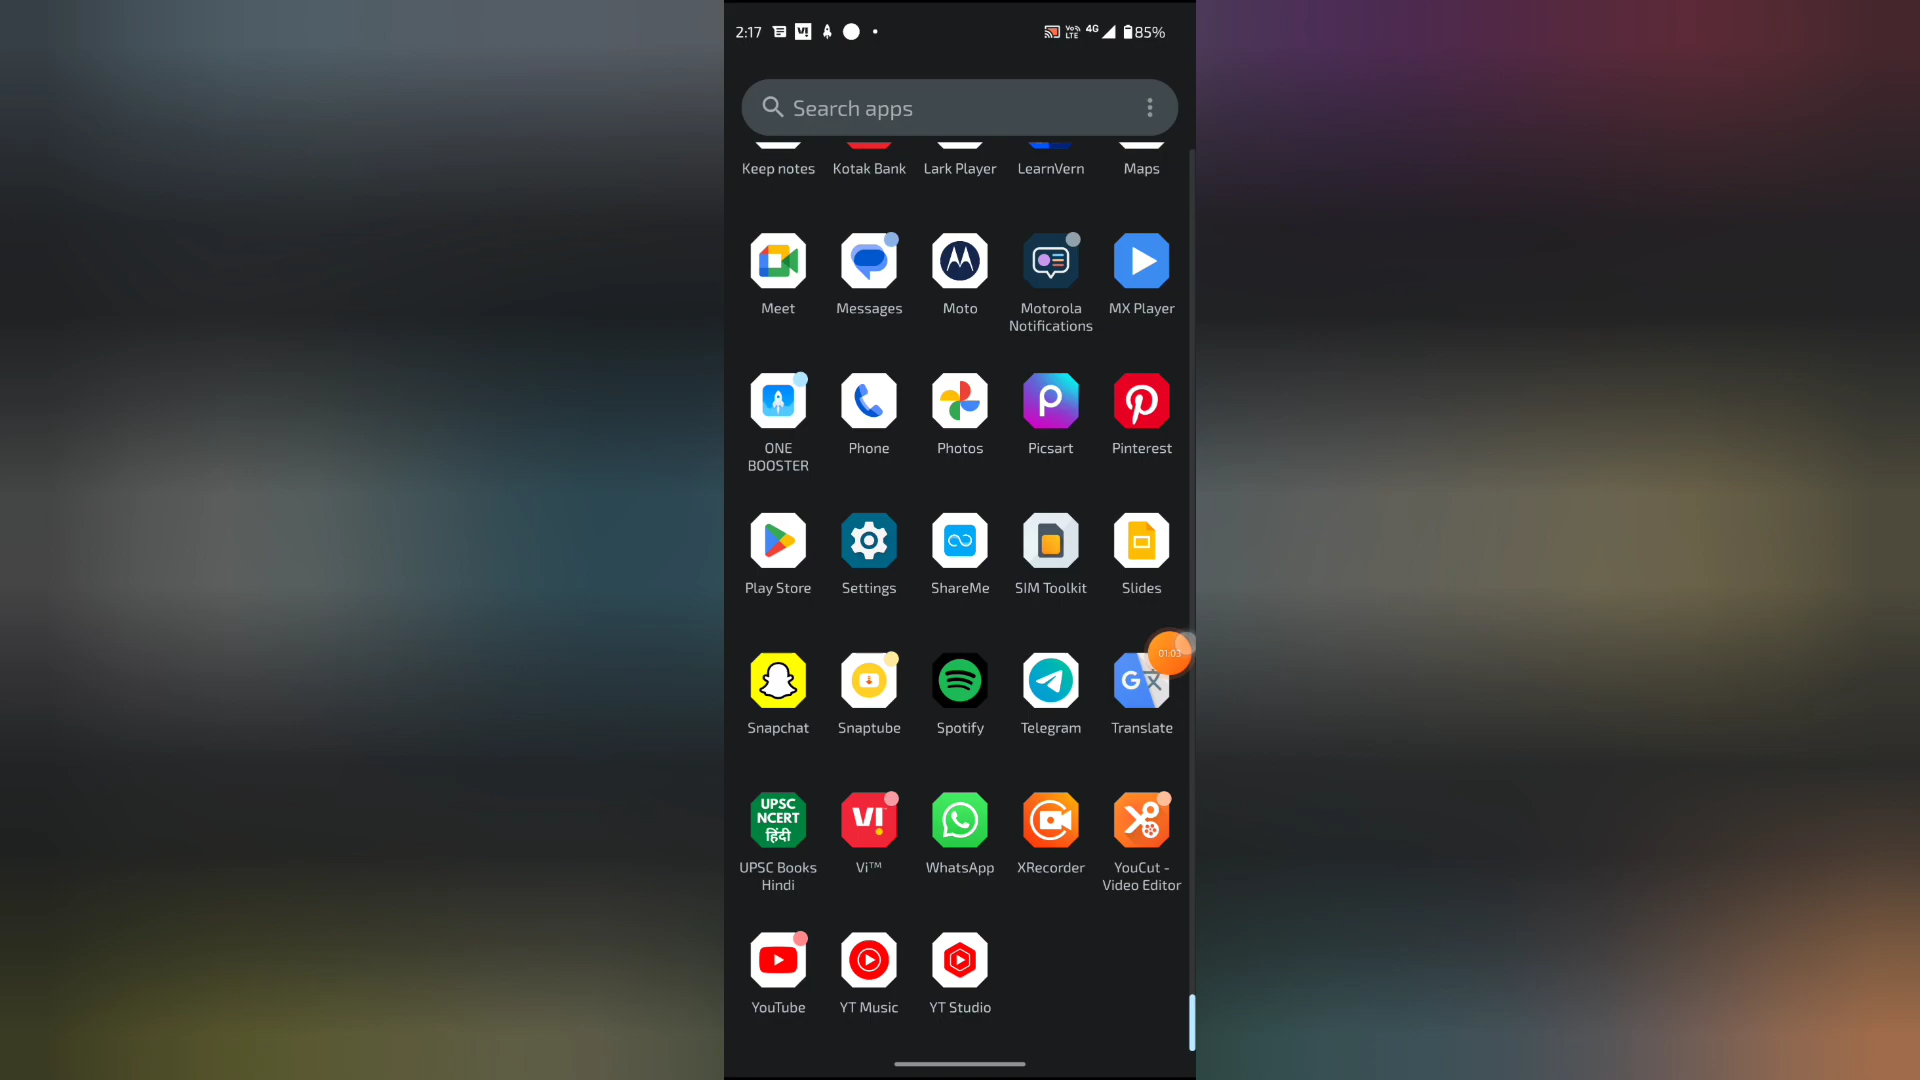 2:17 4G 85%
Search apps
Keep notes Kotak Bank Lark Player LearnVern Maps
Meet Messages Moto Motorola Notifications MX Player
ONE BOOSTER Phone Photos Picsart Pinterest
Play Store Settings ShareMe SIM Toolkit Slides
01:03
Snapchat Snaptube Spotify Telegram Translate
UPSC
NCERT
हिंदी
VI
UPSC Books Hindi Vi™ WhatsApp XRecorder YouCut - Video Editor
YouTube YT Music YT Studio